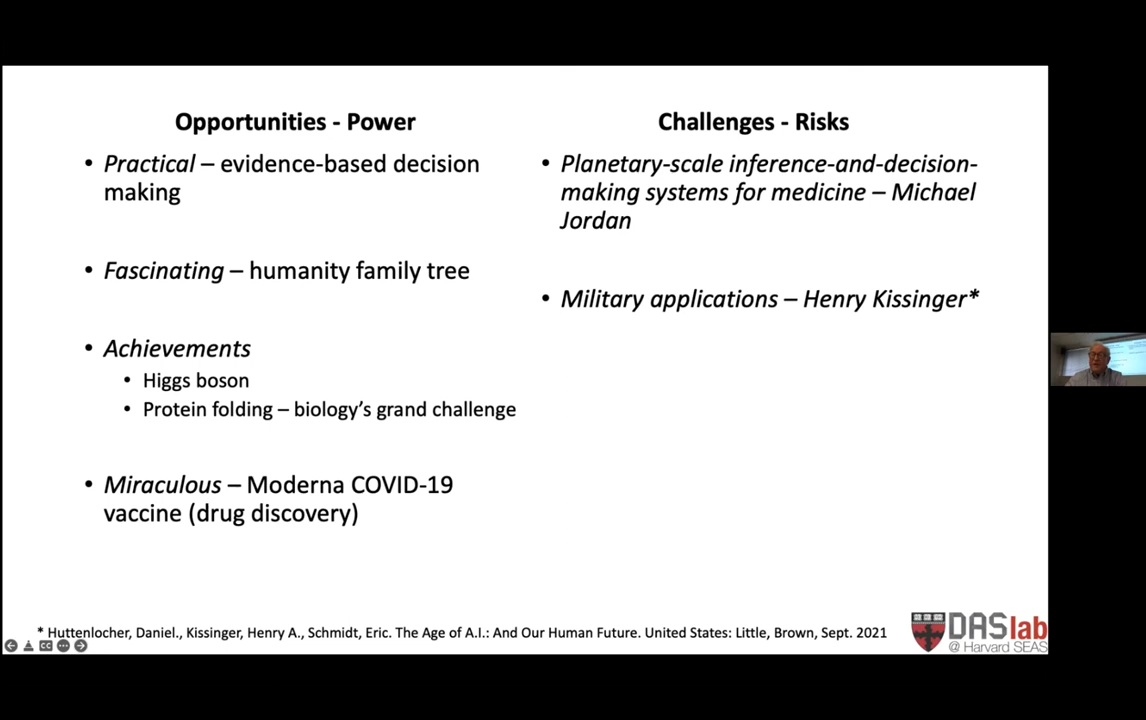 Opportunities - Power
• Practical – evidence-based decision
making
• Fascinating – humanity family tree
• Achievements
• Higgs boson
• Protein folding – biology's grand challenge
• Miraculous – Moderna COVID-19
vaccine (drug discovery)
Challenges - Risks
• Planetary-scale inference-and-decision-
making systems for medicine – Michael
Jordan
• Military applications – Henry Kissinger*
* Huttenlocher, Daniel., Kissinger, Henry A., Schmidt, Eric. The Age of A.I.: And Our Human Future. United States: Little, Brown, Sept. 2021
CC
DASlab
@ Harvard SEAS